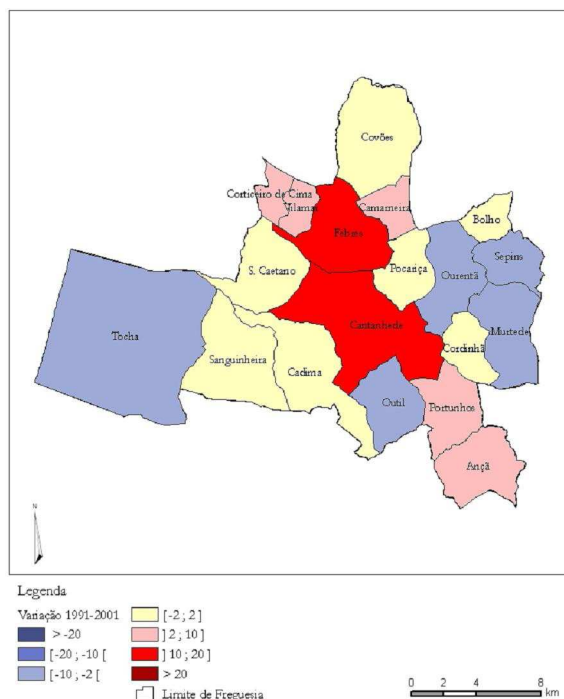 Covões
Corticeiro de
Cima
Vilamar
Camarneira
Febres
Bolho
S. Caetano
Pocariça
Ourentã
Sepins
Tocha
Cantanhede
Murtede
Sanguinheira
Cadima
Cordinhã
Outil
Portunhos
Ançã
N
Legenda
Variação 1991-2001
> -20
[-20 ; -10 [
[-10 ; -2 [
[-2 ; 2 ]
] 2 ; 10 ]
] 10 ; 20 ]
> 20
Limite de Freguesia
0 4 8
km